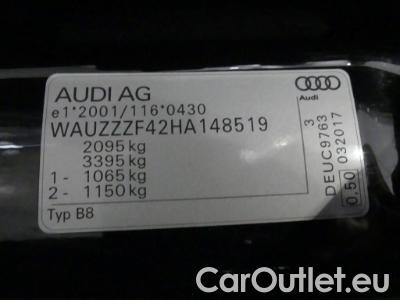 AUDI AG
e1*2001/116*0430
WAUZZZF42HA148519
2095 kg
3395 kg
1- 1065 kg
2- 1150 kg
Typ B8
Audi
DEUC9763 3
0,50 032017
CarOutlet.eu